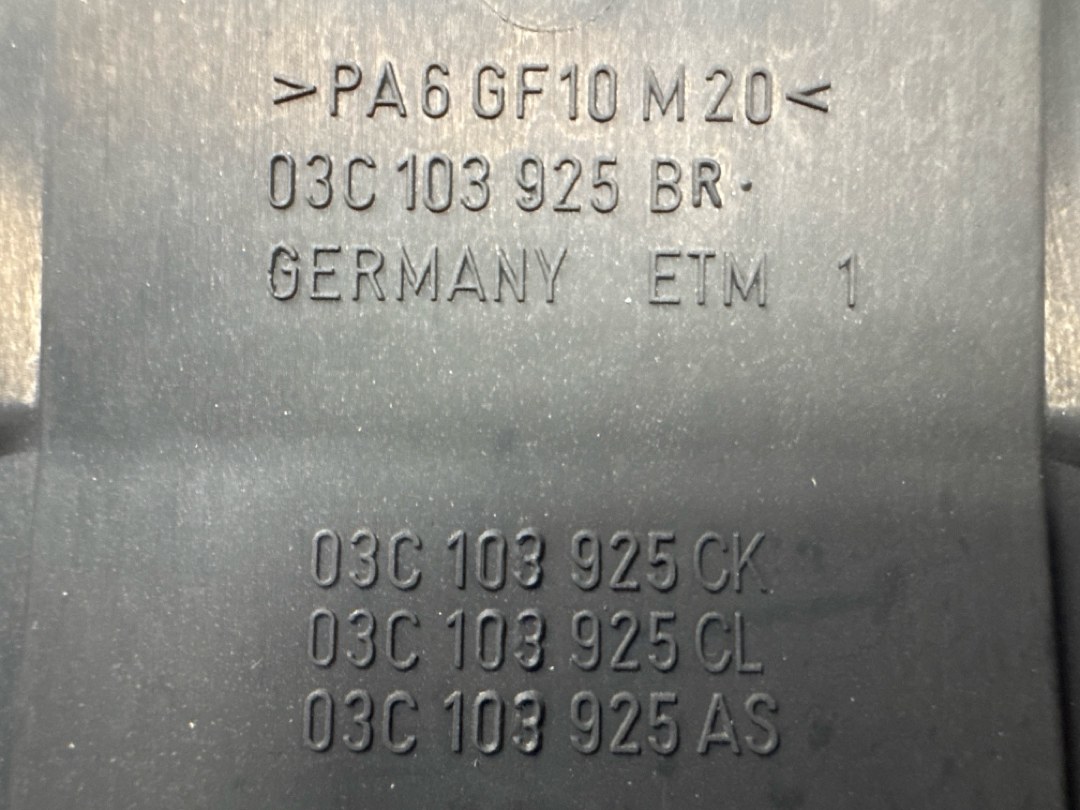 >PA6 GF10 M20<
03C 103 925 BR·
GERMANY ETM 1
03C 103 925 CK
03C 103 925 CL
03C 103 925 AS